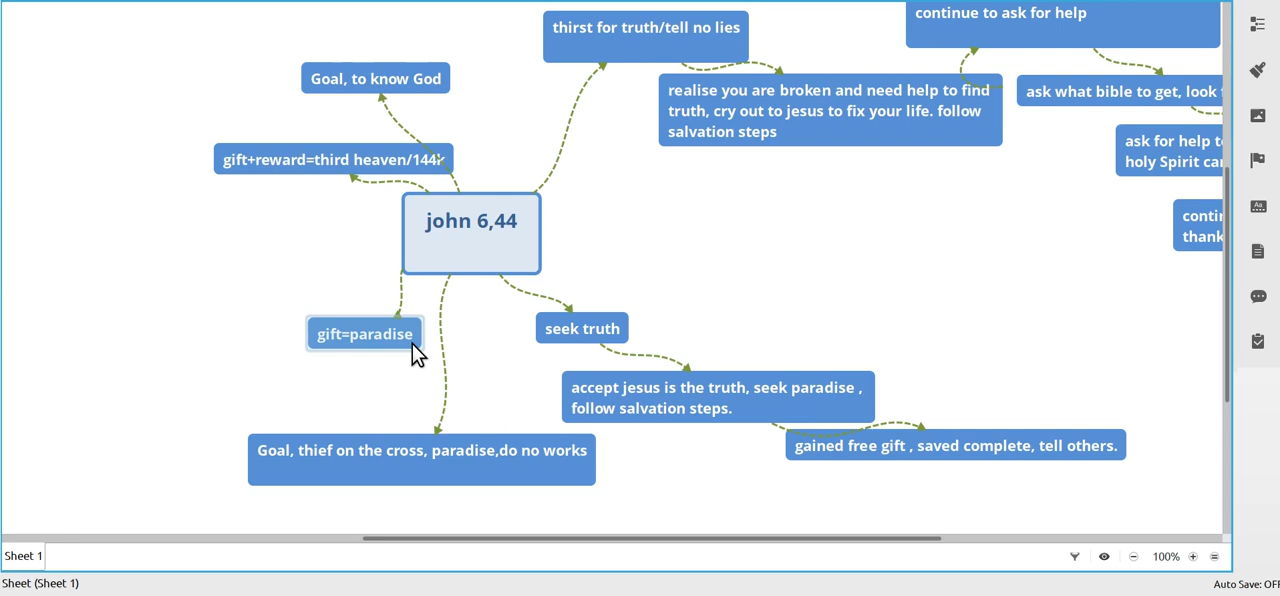 continue to ask for help
thirst for truth/tell no lies
Goal, to know God
realise you are broken and need help to find
truth, cry out to jesus to fix your life. follow
salvation steps
ask what bible to get, look
ask for help
holy Spirit
gift+reward=third heaven/144k
john 6,44
thank
gift=paradise
seek truth
accept jesus is the truth, seek paradise ,
follow salvation steps.
Goal, thief on the cross, paradise,do no works
gained free gift , saved complete, tell others.
Sheet 1
100%
Sheet (Sheet 1)
Auto Save: OFF